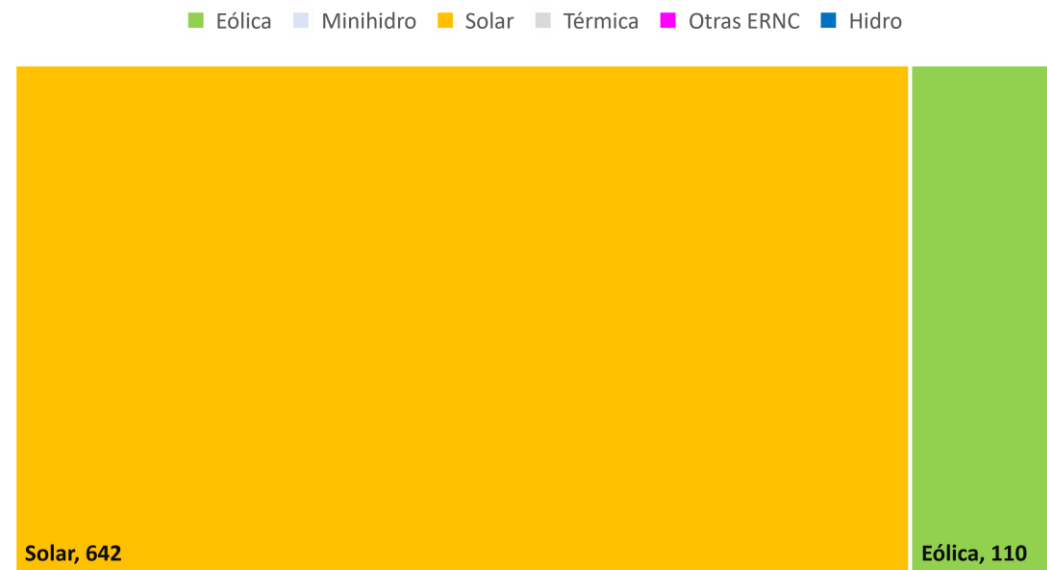 Eólica Minihidro Solar Térmica Otras ERNC Hidro
Solar, 642 Eólica, 110